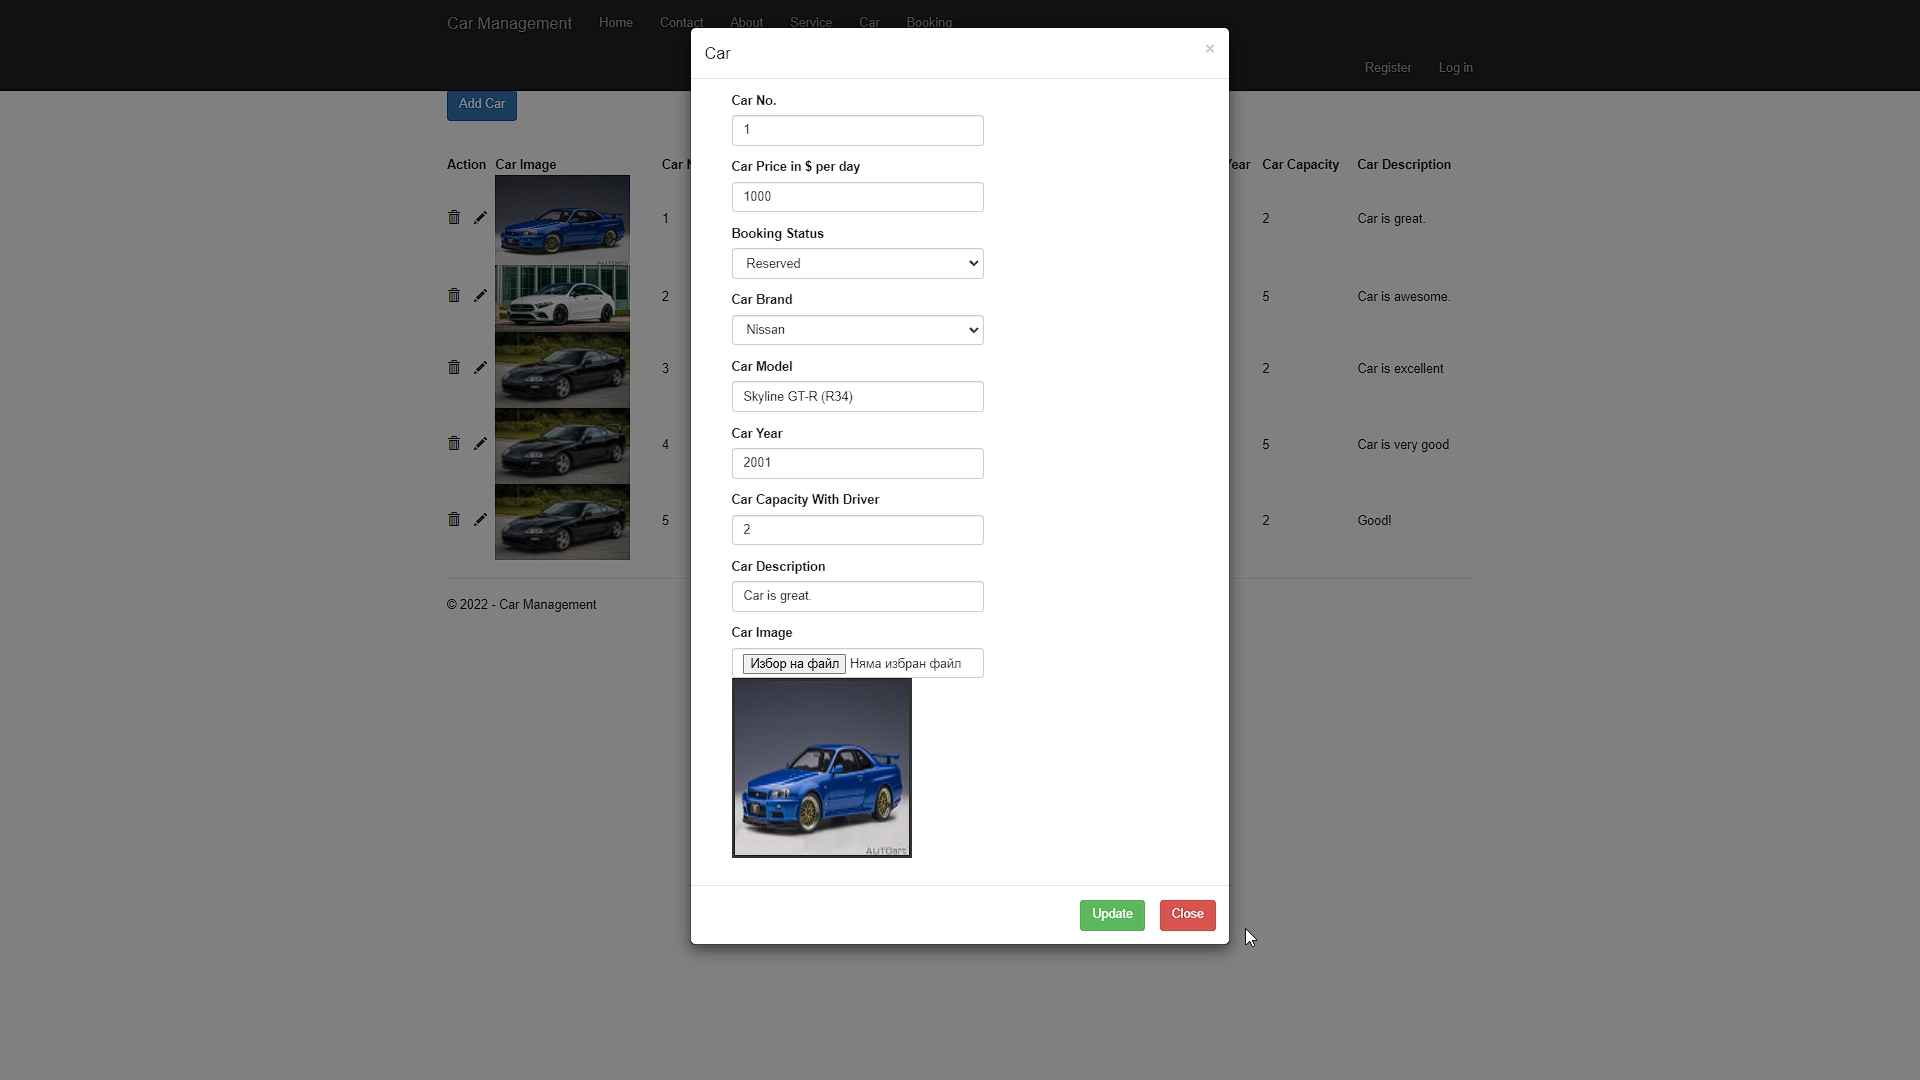 Car Management Home Contact About Service Car Booking
Register Log in
Add Car
Action Car Image Car Car Capacity Car Description
1 2 Car is great.
2 5 Car is awesome.
3 2 Car is excellent
4 5 Car is very good
5 2 Good!
© 2022 - Car Management
Car ×
Car No.
1
Car Price in $ per day
1000
Booking Status
Reserved
Car Brand
Nissan
Car Model
Skyline GT-R (R34)
Car Year
2001
Car Capacity With Driver
2
Car Description
Car is great.
Car Image
Избор на файл Няма избран файл
AUTOart
Update Close